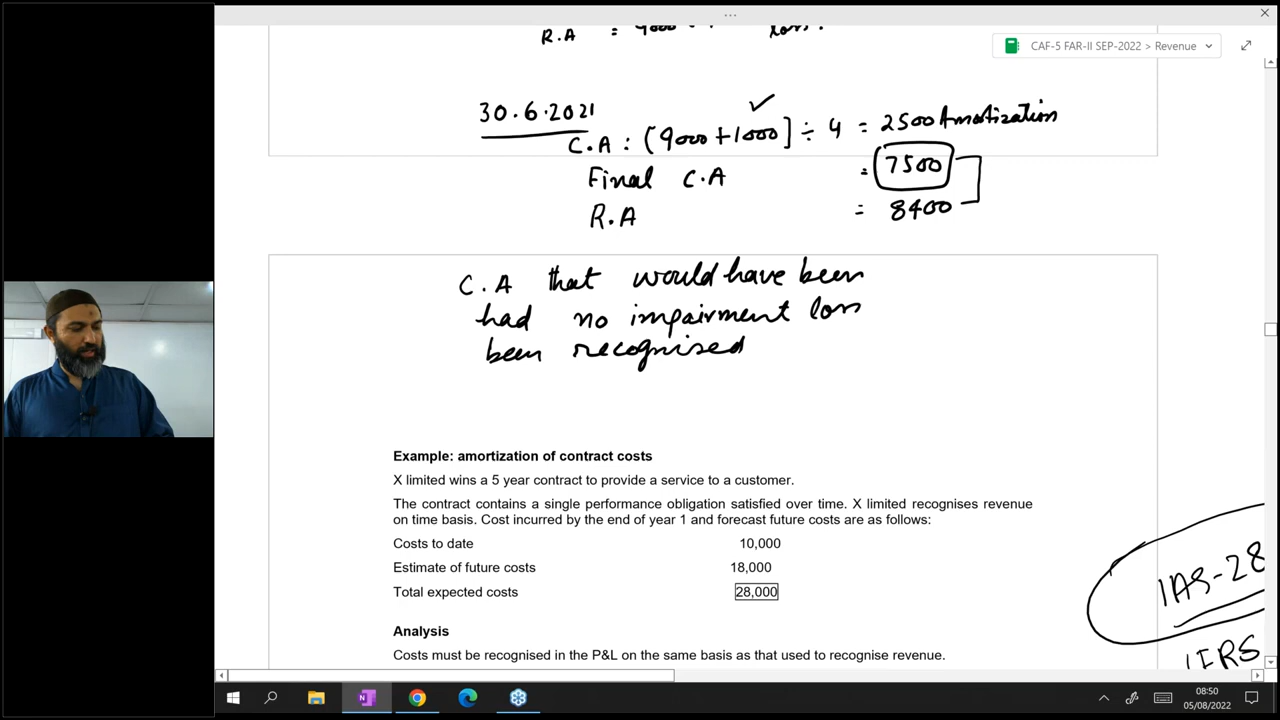 R.A =
CAF-5 FAR-II SEP-2022 > Revenue
30.6.2021
C.A : (9000+1000] ÷ 4 = 2500 Amotization
Final C.A = 7500
R.A = 8400
C.A that would have been
had no impairment loss
been recognised
Example: amortization of contract costs
X limited wins a 5 year contract to provide a service to a customer.
The contract contains a single performance obligation satisfied over time. X limited recognises revenue
on time basis. Cost incurred by the end of year 1 and forecast future costs are as follows:
Costs to date 10,000
Estimate of future costs 18,000
Total expected costs 28,000
IAS-28
Analysis
Costs must be recognised in the P&L on the same basis as that used to recognise revenue.
IFRS
08:50
05/08/2022